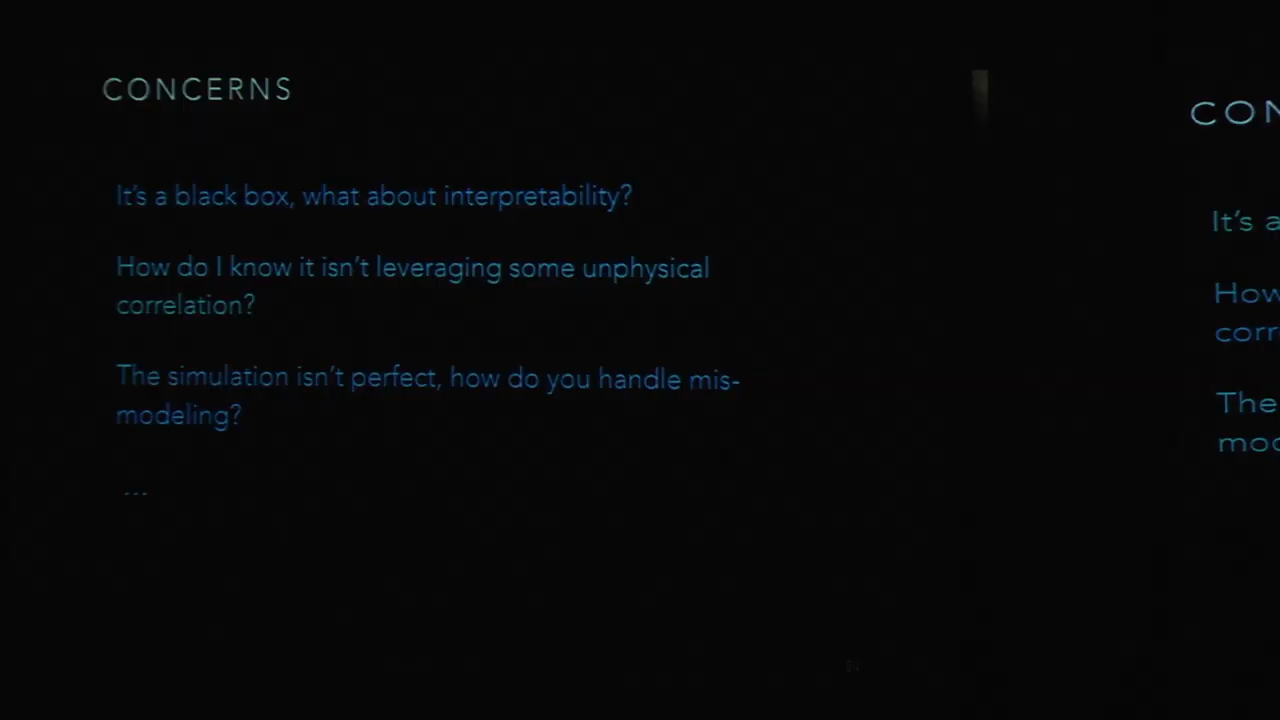 CONCERNS
It's a black box, what about interpretability?
How do I know it isn't leveraging some unphysical
correlation?
The simulation isn't perfect, how do you handle mis-
modeling?
...
CON
It's a
How
corr
The
mod